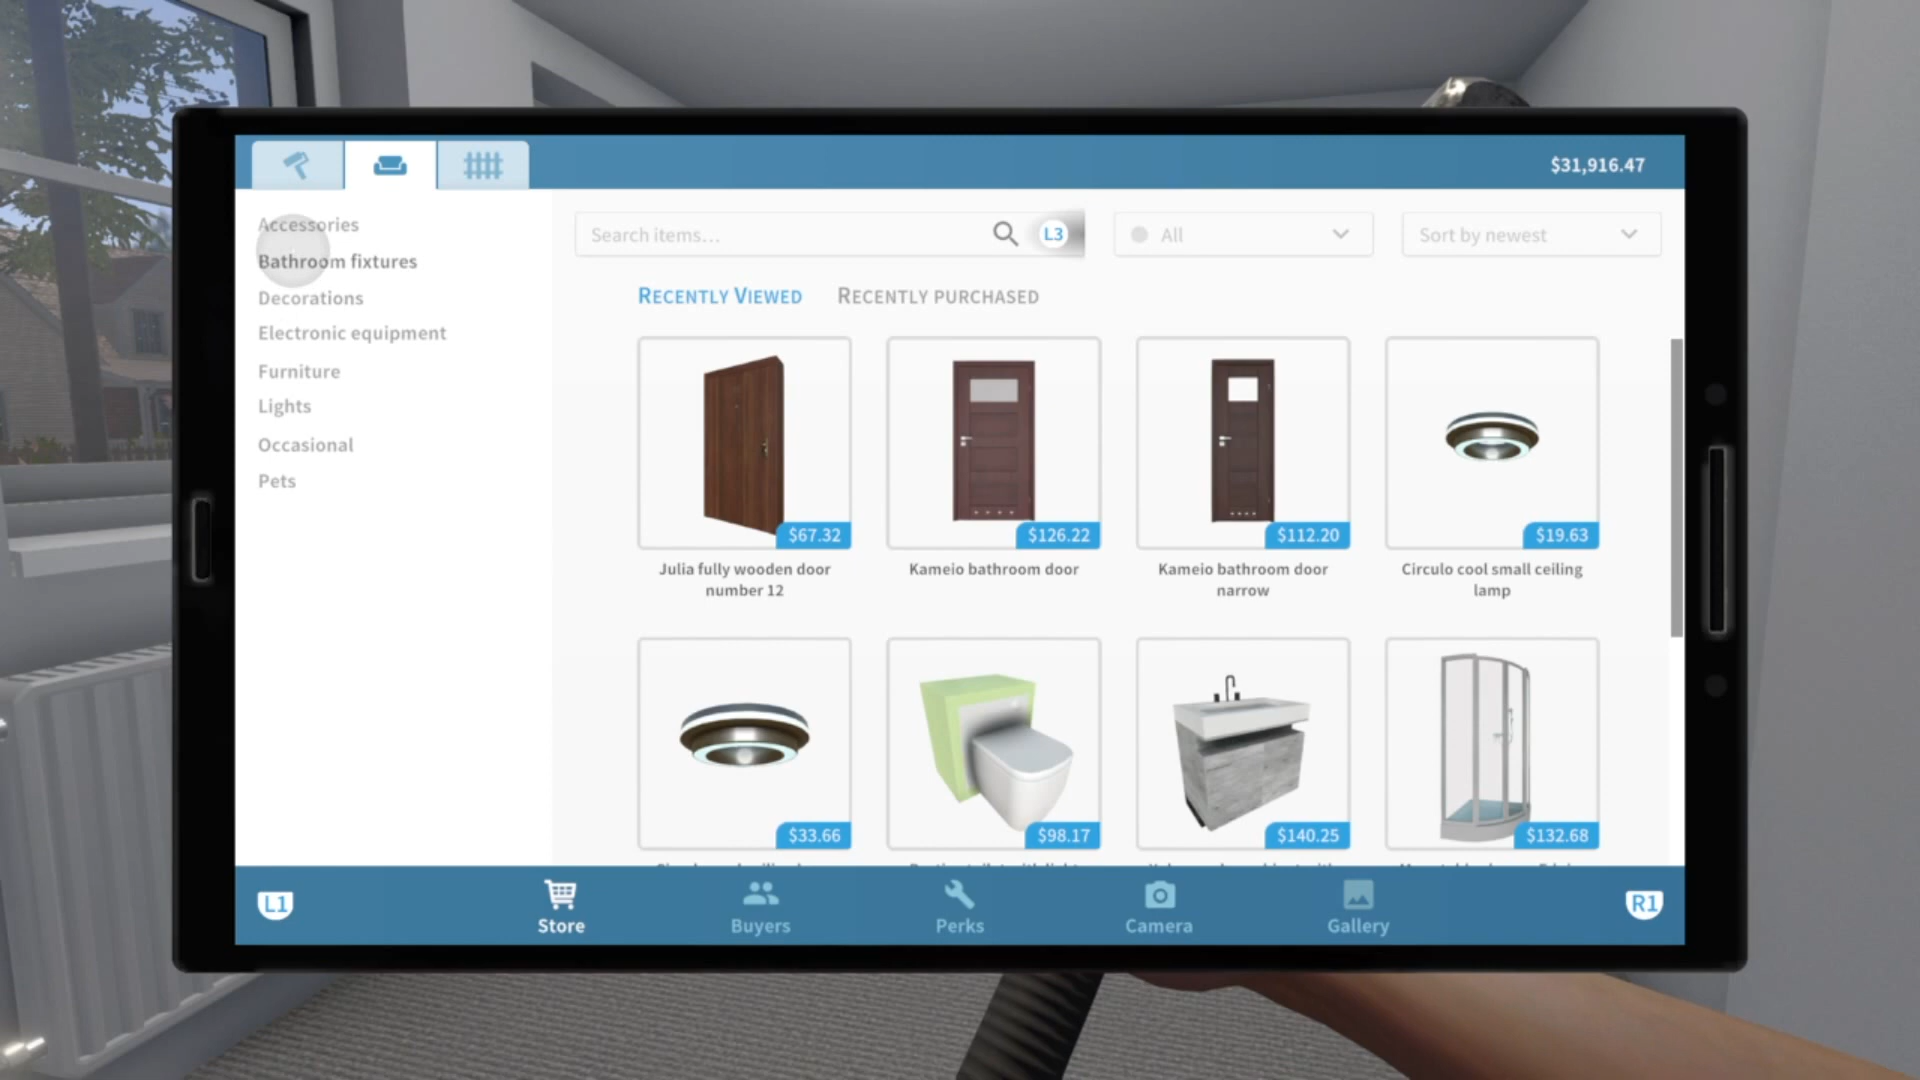 $31,916.47
Accessories
Bathroom fixtures
Decorations
Electronic equipment
Furniture
Lights
Occasional
Pets
Search items...
L3
All
Sort by newest
RECENTLY VIEWED
RECENTLY PURCHASED
$67.32
$126.22
$112.20
$19.63
Julia fully wooden door
number 12
Kameio bathroom door
Kameio bathroom door
narrow
Circulo cool small ceiling
lamp
$33.66
$98.17
$140.25
$132.68
L1
Store
Buyers
Perks
Camera
Gallery
R1